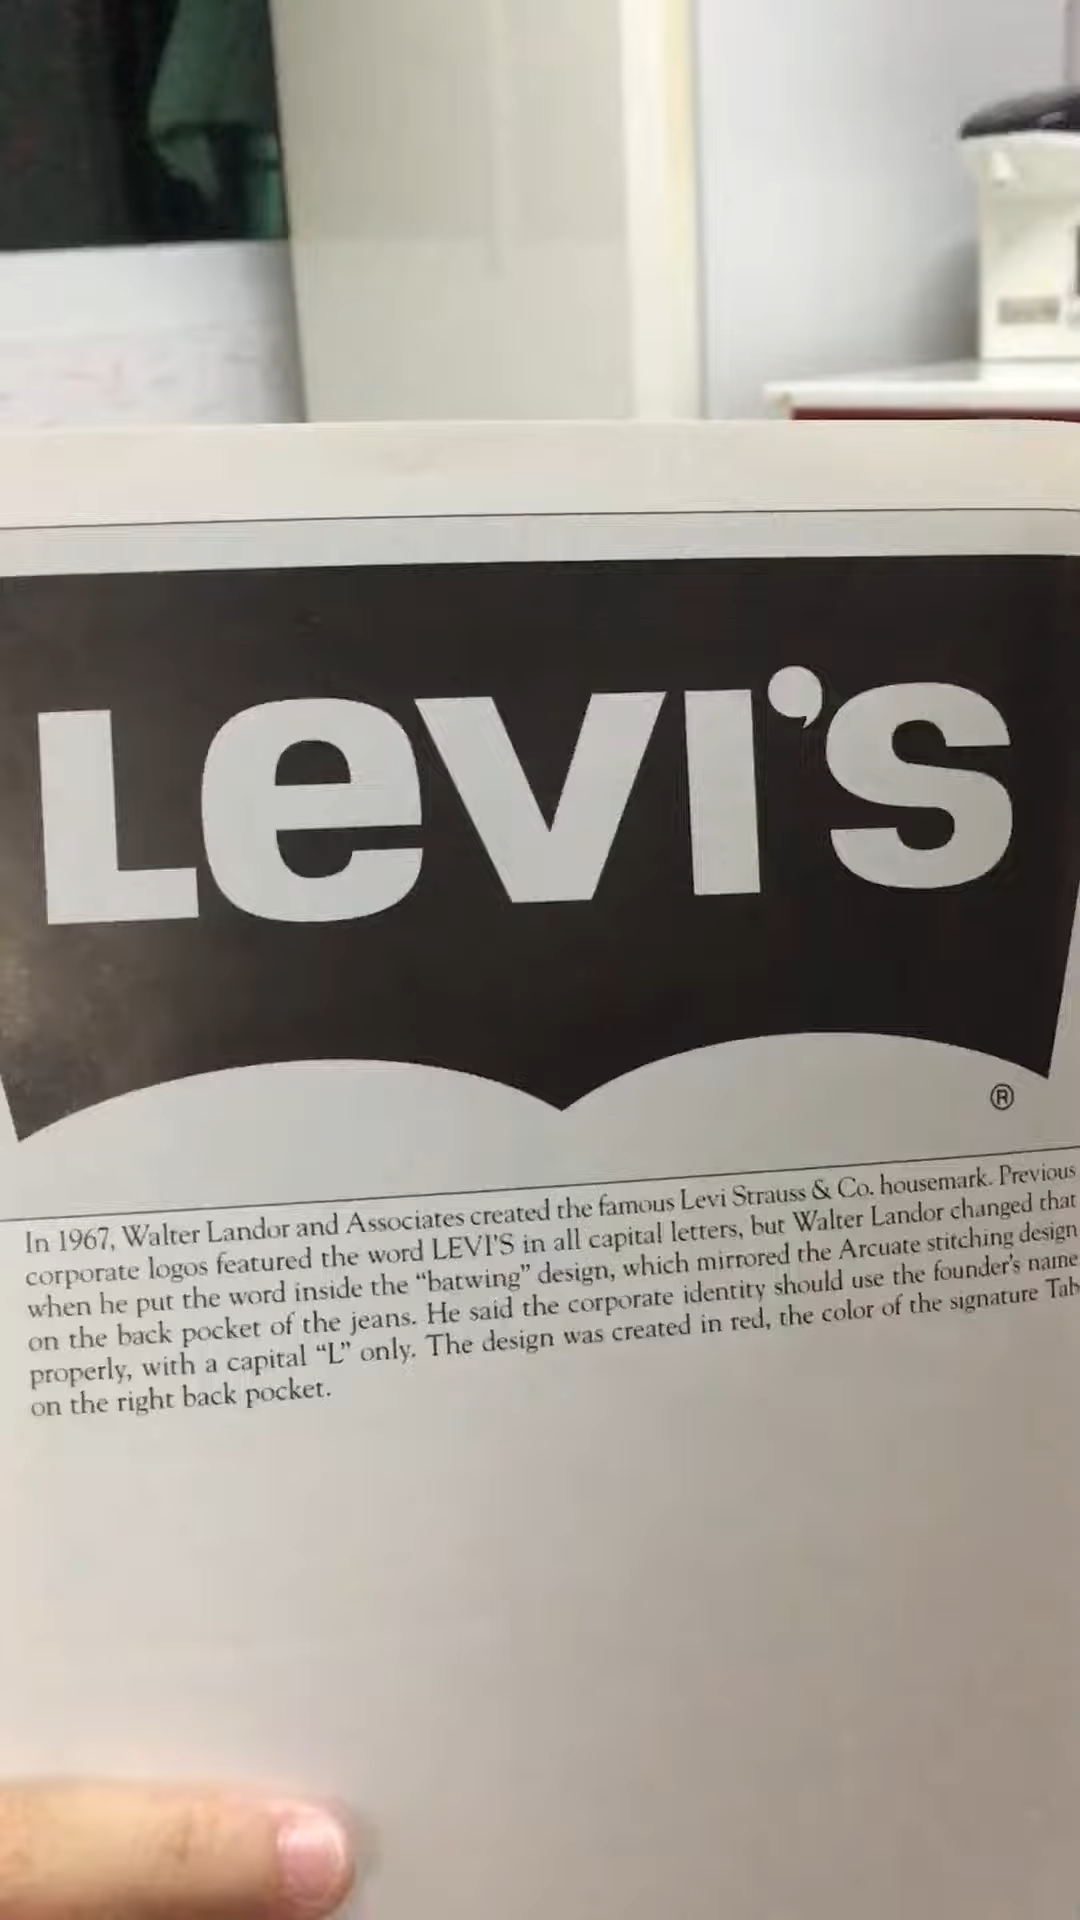 LeVI'S
®
In 1967, Walter Landor and Associates created the famous Levi Strauss & Co. housemark. Previous
corporate logos featured the word LEVI'S in all capital letters, but Walter Landor changed that
when he put the word inside the “batwing” design, which mirrored the Arcuate stitching design
on the back pocket of the jeans. He said the corporate identity should use the founder's name
properly, with a capital “L” only. The design was created in red, the color of the signature Tab
on the right back pocket.